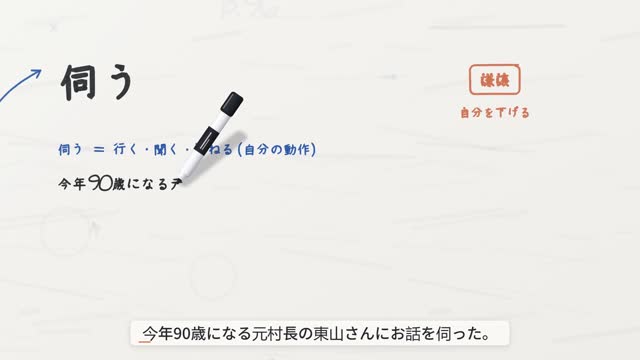 伺う
伺う = 行く・聞く・ねる(自分の動作)
今年90歳になるテ
自分を下げる
今年90歳になる元村長の東山さんにお話を伺った。